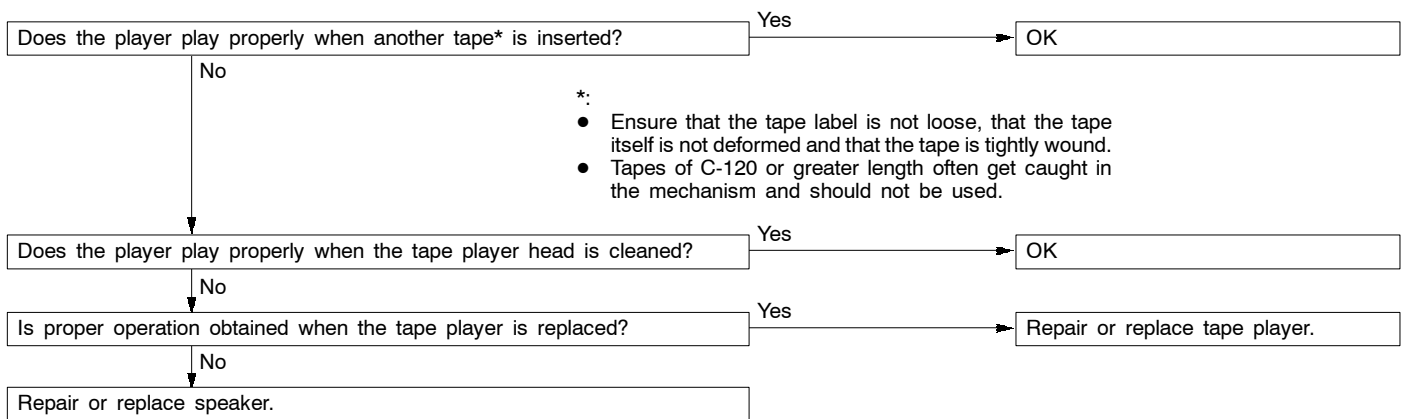 Does the player play properly when another tape* is inserted?
Yes
OK
No
*:
● Ensure that the tape label is not loose, that the tape
itself is not deformed and that the tape is tightly wound.
● Tapes of C-120 or greater length often get caught in
the mechanism and should not be used.
Does the player play properly when the tape player head is cleaned?
Yes
OK
No
Is proper operation obtained when the tape player is replaced?
Yes
Repair or replace tape player.
No
Repair or replace speaker.